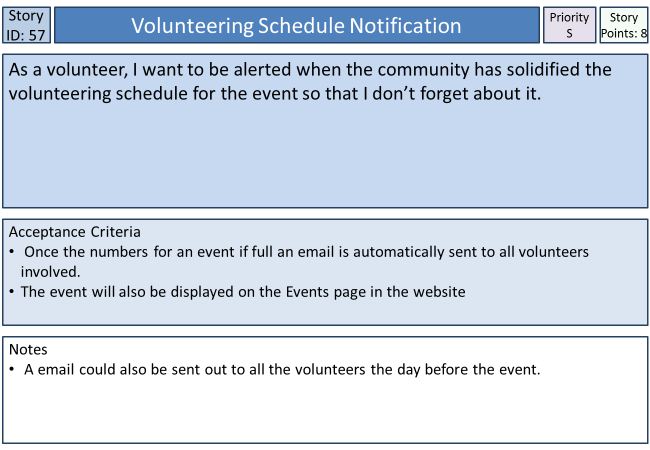 Story
ID: 57
Volunteering Schedule Notification
Priority
S
Story
Points: 8
As a volunteer, I want to be alerted when the community has solidified the
volunteering schedule for the event so that I don't forget about it.
Acceptance Criteria
• Once the numbers for an event if full an email is automatically sent to all volunteers
involved.
• The event will also be displayed on the Events page in the website
Notes
• A email could also be sent out to all the volunteers the day before the event.